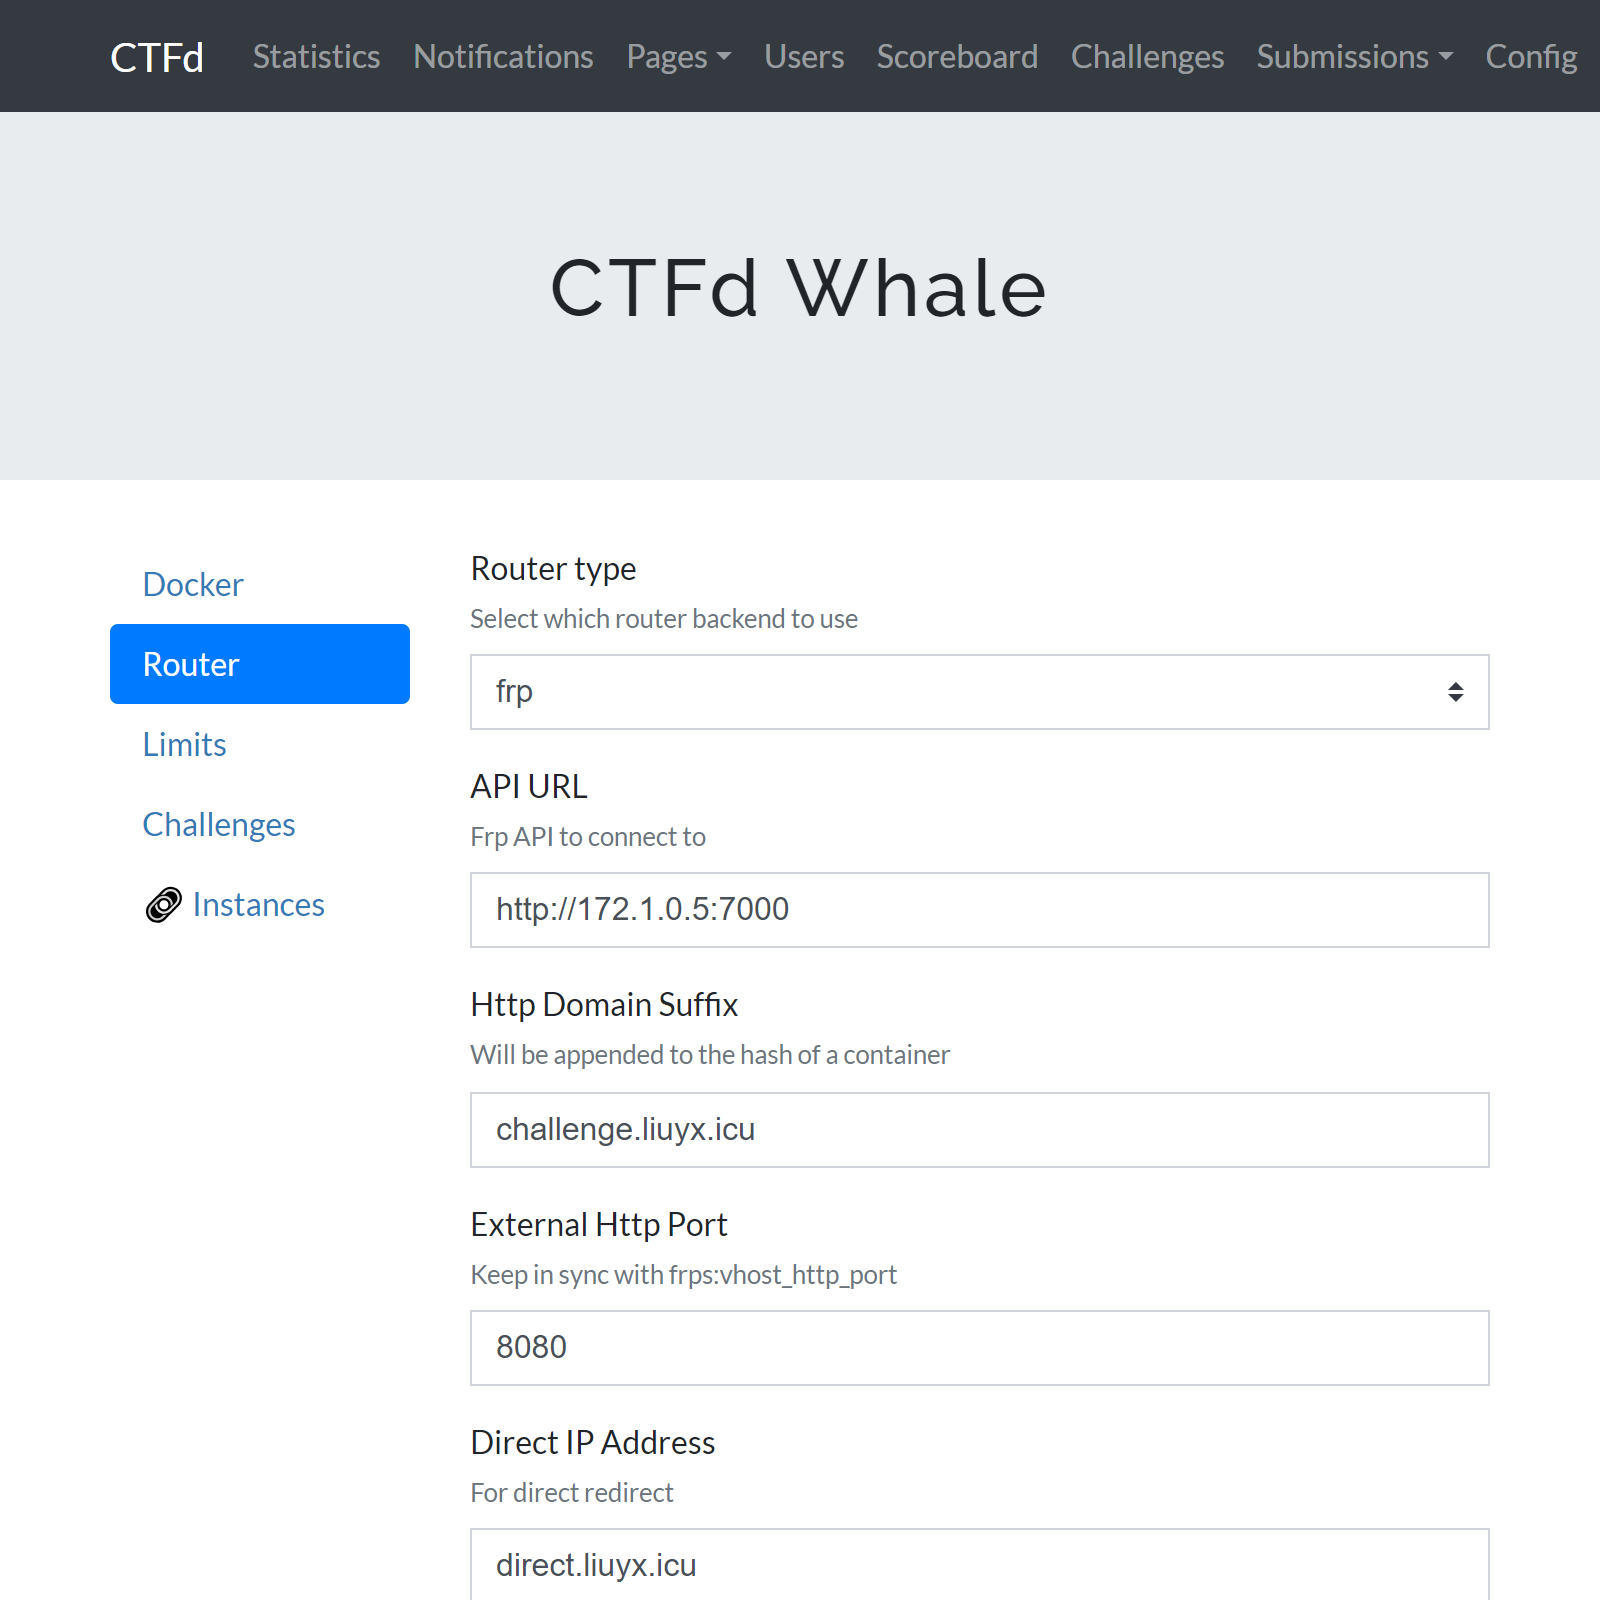 CTFd Statistics Notifications Pages Users Scoreboard Challenges Submissions Config
CTFd Whale
Docker
Router
Limits
Challenges
Instances
Router type
Select which router backend to use
frp
API URL
Frp API to connect to
http://172.1.0.5:7000
Http Domain Suffix
Will be appended to the hash of a container
challenge.liuyx.icu
External Http Port
Keep in sync with frps:vhost_http_port
8080
Direct IP Address
For direct redirect
direct.liuyx.icu